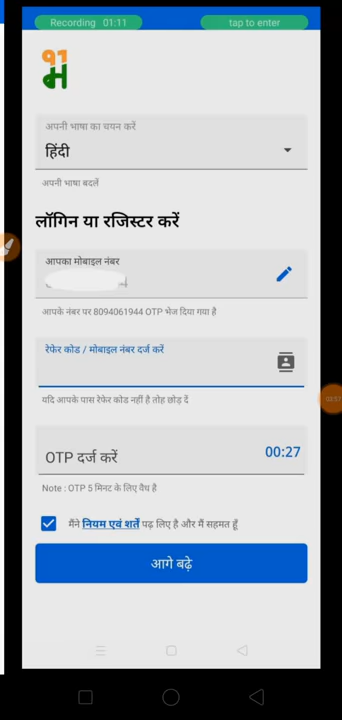 Recording 01:11
tap to enter
91
भ
अपनी भाषा का चयन करें
हिंदी
अपनी भाषा बदलें
लॉगिन या रजिस्टर करें
आपका मोबाइल नंबर
आपके नंबर पर 8094061944 OTP भेज दिया गया है
रेफेर कोड / मोबाइल नंबर दर्ज करें
यदि आपके पास रेफेर कोड नहीं है तोह छोड़ दें
OTP दर्ज करें
00:27
Note : OTP 5 मिनट के लिए वैध है
मैंने नियम एवं शर्तें पढ़ लिए है और मैं सहमत हूँ
आगे बढ़े